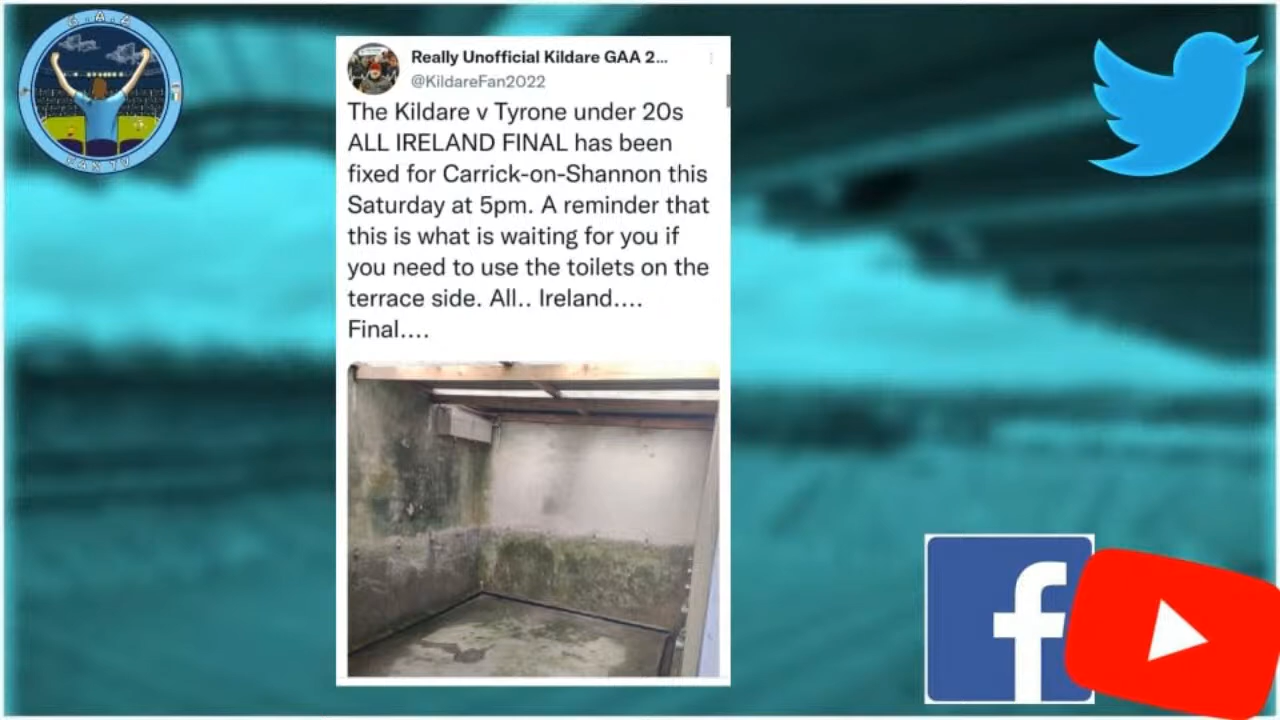 G.A.A
FAN TV
Really Unofficial Kildare GAA 2...
@KildareFan2022
The Kildare v Tyrone under 20s
ALL IRELAND FINAL has been
fixed for Carrick-on-Shannon this
Saturday at 5pm. A reminder that
this is what is waiting for you if
you need to use the toilets on the
terrace side. All.. Ireland....
Final....
f